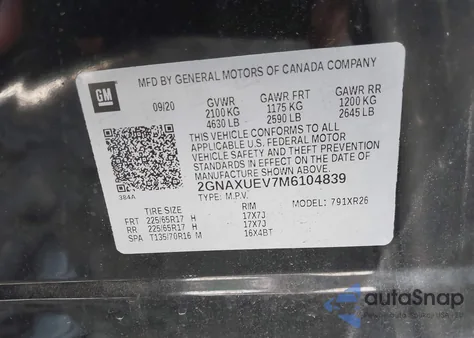 MFD BY GENERAL MOTORS OF CANADA COMPANY
GM
09/20 GVWR GAWR FRT GAWR RR
2100 KG 1175 KG 1200 KG
4630 LB 2590 LB 2645 LB
THIS VEHICLE CONFORMS TO ALL
APPLICABLE U.S. FEDERAL MOTOR
VEHICLE SAFETY AND THEFT PREVENTION
STANDARDS IN EFFECT ON THE DATE OF
MANUFACTURE SHOWN ABOVE.
384A
2GNAXUEV7M6104839
TYPE: M.P.V. MODEL: 791XR26
TIRE SIZE RIM
FRT 225/65R17 H 17X7J
RR 225/65R17 H 17X7J
SPA T135/70R16 M 16X4BT
autoSnap